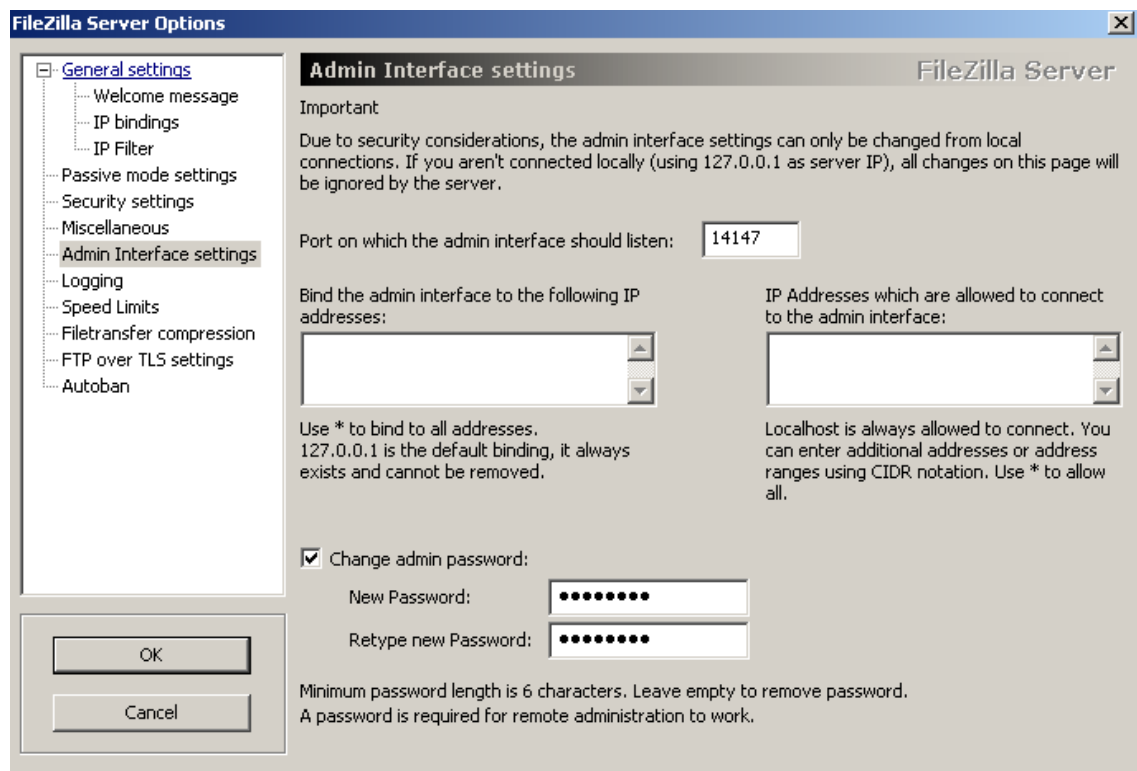 FileZilla Server Options
General settings
Welcome message
IP bindings
IP Filter
Passive mode settings
Security settings
Miscellaneous
Admin Interface settings
Logging
Speed Limits
Filetransfer compression
FTP over TLS settings
Autoban
OK
Cancel
Admin Interface settings FileZilla Server
Important
Due to security considerations, the admin interface settings can only be changed from local
connections. If you aren't connected locally (using 127.0.0.1 as server IP), all changes on this page will
be ignored by the server.
Port on which the admin interface should listen: 14147
Bind the admin interface to the following IP
addresses:
Use * to bind to all addresses.
127.0.0.1 is the default binding, it always
exists and cannot be removed.
IP Addresses which are allowed to connect
to the admin interface:
Localhost is always allowed to connect. You
can enter additional addresses or address
ranges using CIDR notation. Use * to allow
all.
Change admin password:
New Password: ••••••••
Retype new Password: ••••••••
Minimum password length is 6 characters. Leave empty to remove password.
A password is required for remote administration to work.